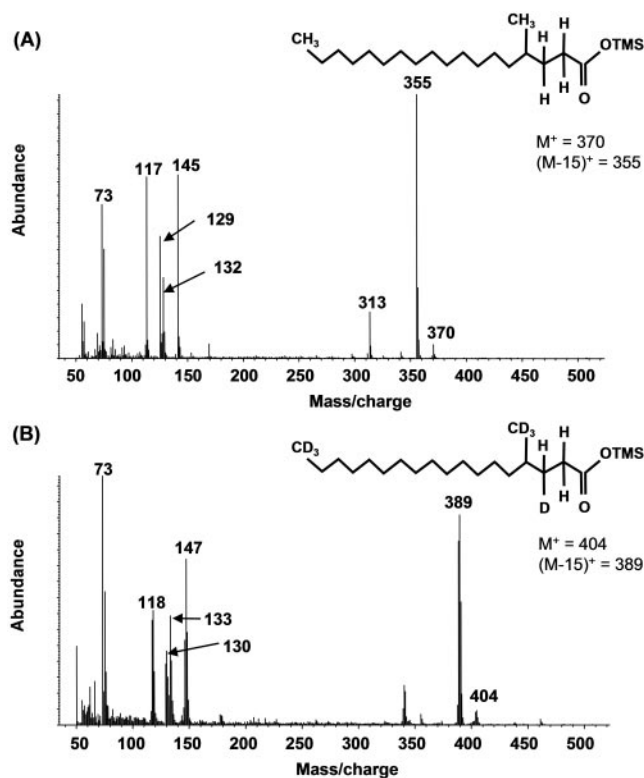 (A)
CH3
CH3
H
H
H
H
OTMS
O
355
M+ = 370
(M-15)+ = 355
145
117
73
129
132
313
370
Abundance
50 100 150 200 250 300 350 400 450 500
Mass/charge
(B)
CD3
CD3
H
H
D
H
OTMS
O
73
389
M+ = 404
(M-15)+ = 389
147
118
133
130
404
Abundance
50 100 150 200 250 300 350 400 450 500
Mass/charge